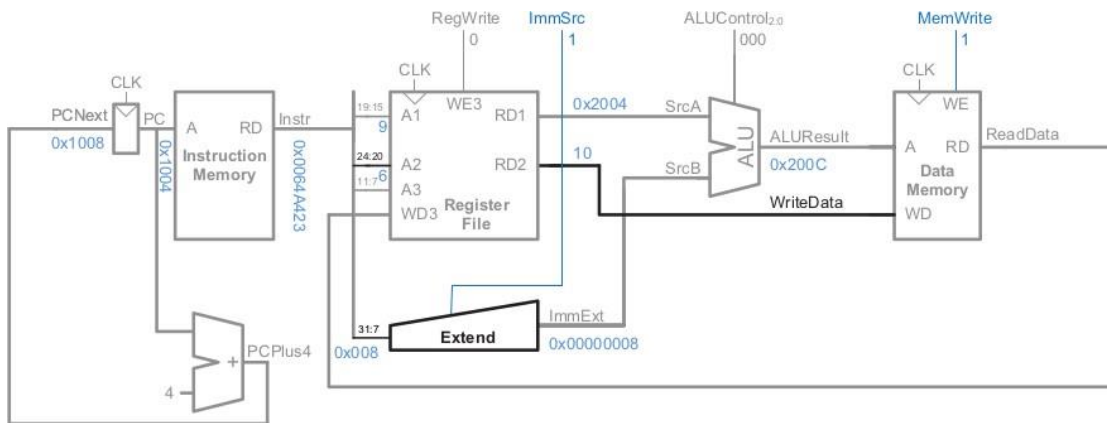 RegWrite
ImmSrc
ALUControl2:0
MemWrite
0
1
000
1
CLK
CLK
CLK
PCNext
PC
A
RD
Instr
Instruction
Memory
0x1008
0x1004
0x0064A423
19:15
9
A1
WE3
RD1
0x2004
SrcA
24:20
6
A2
RD2
10
11:7
A3
WD3
Register
File
SrcB
ALU
ALUResult
0x200C
WriteData
WE
A
RD
Data
Memory
WD
ReadData
31:7
Extend
ImmExt
0x008
0x00000008
PCPlus4
+
4